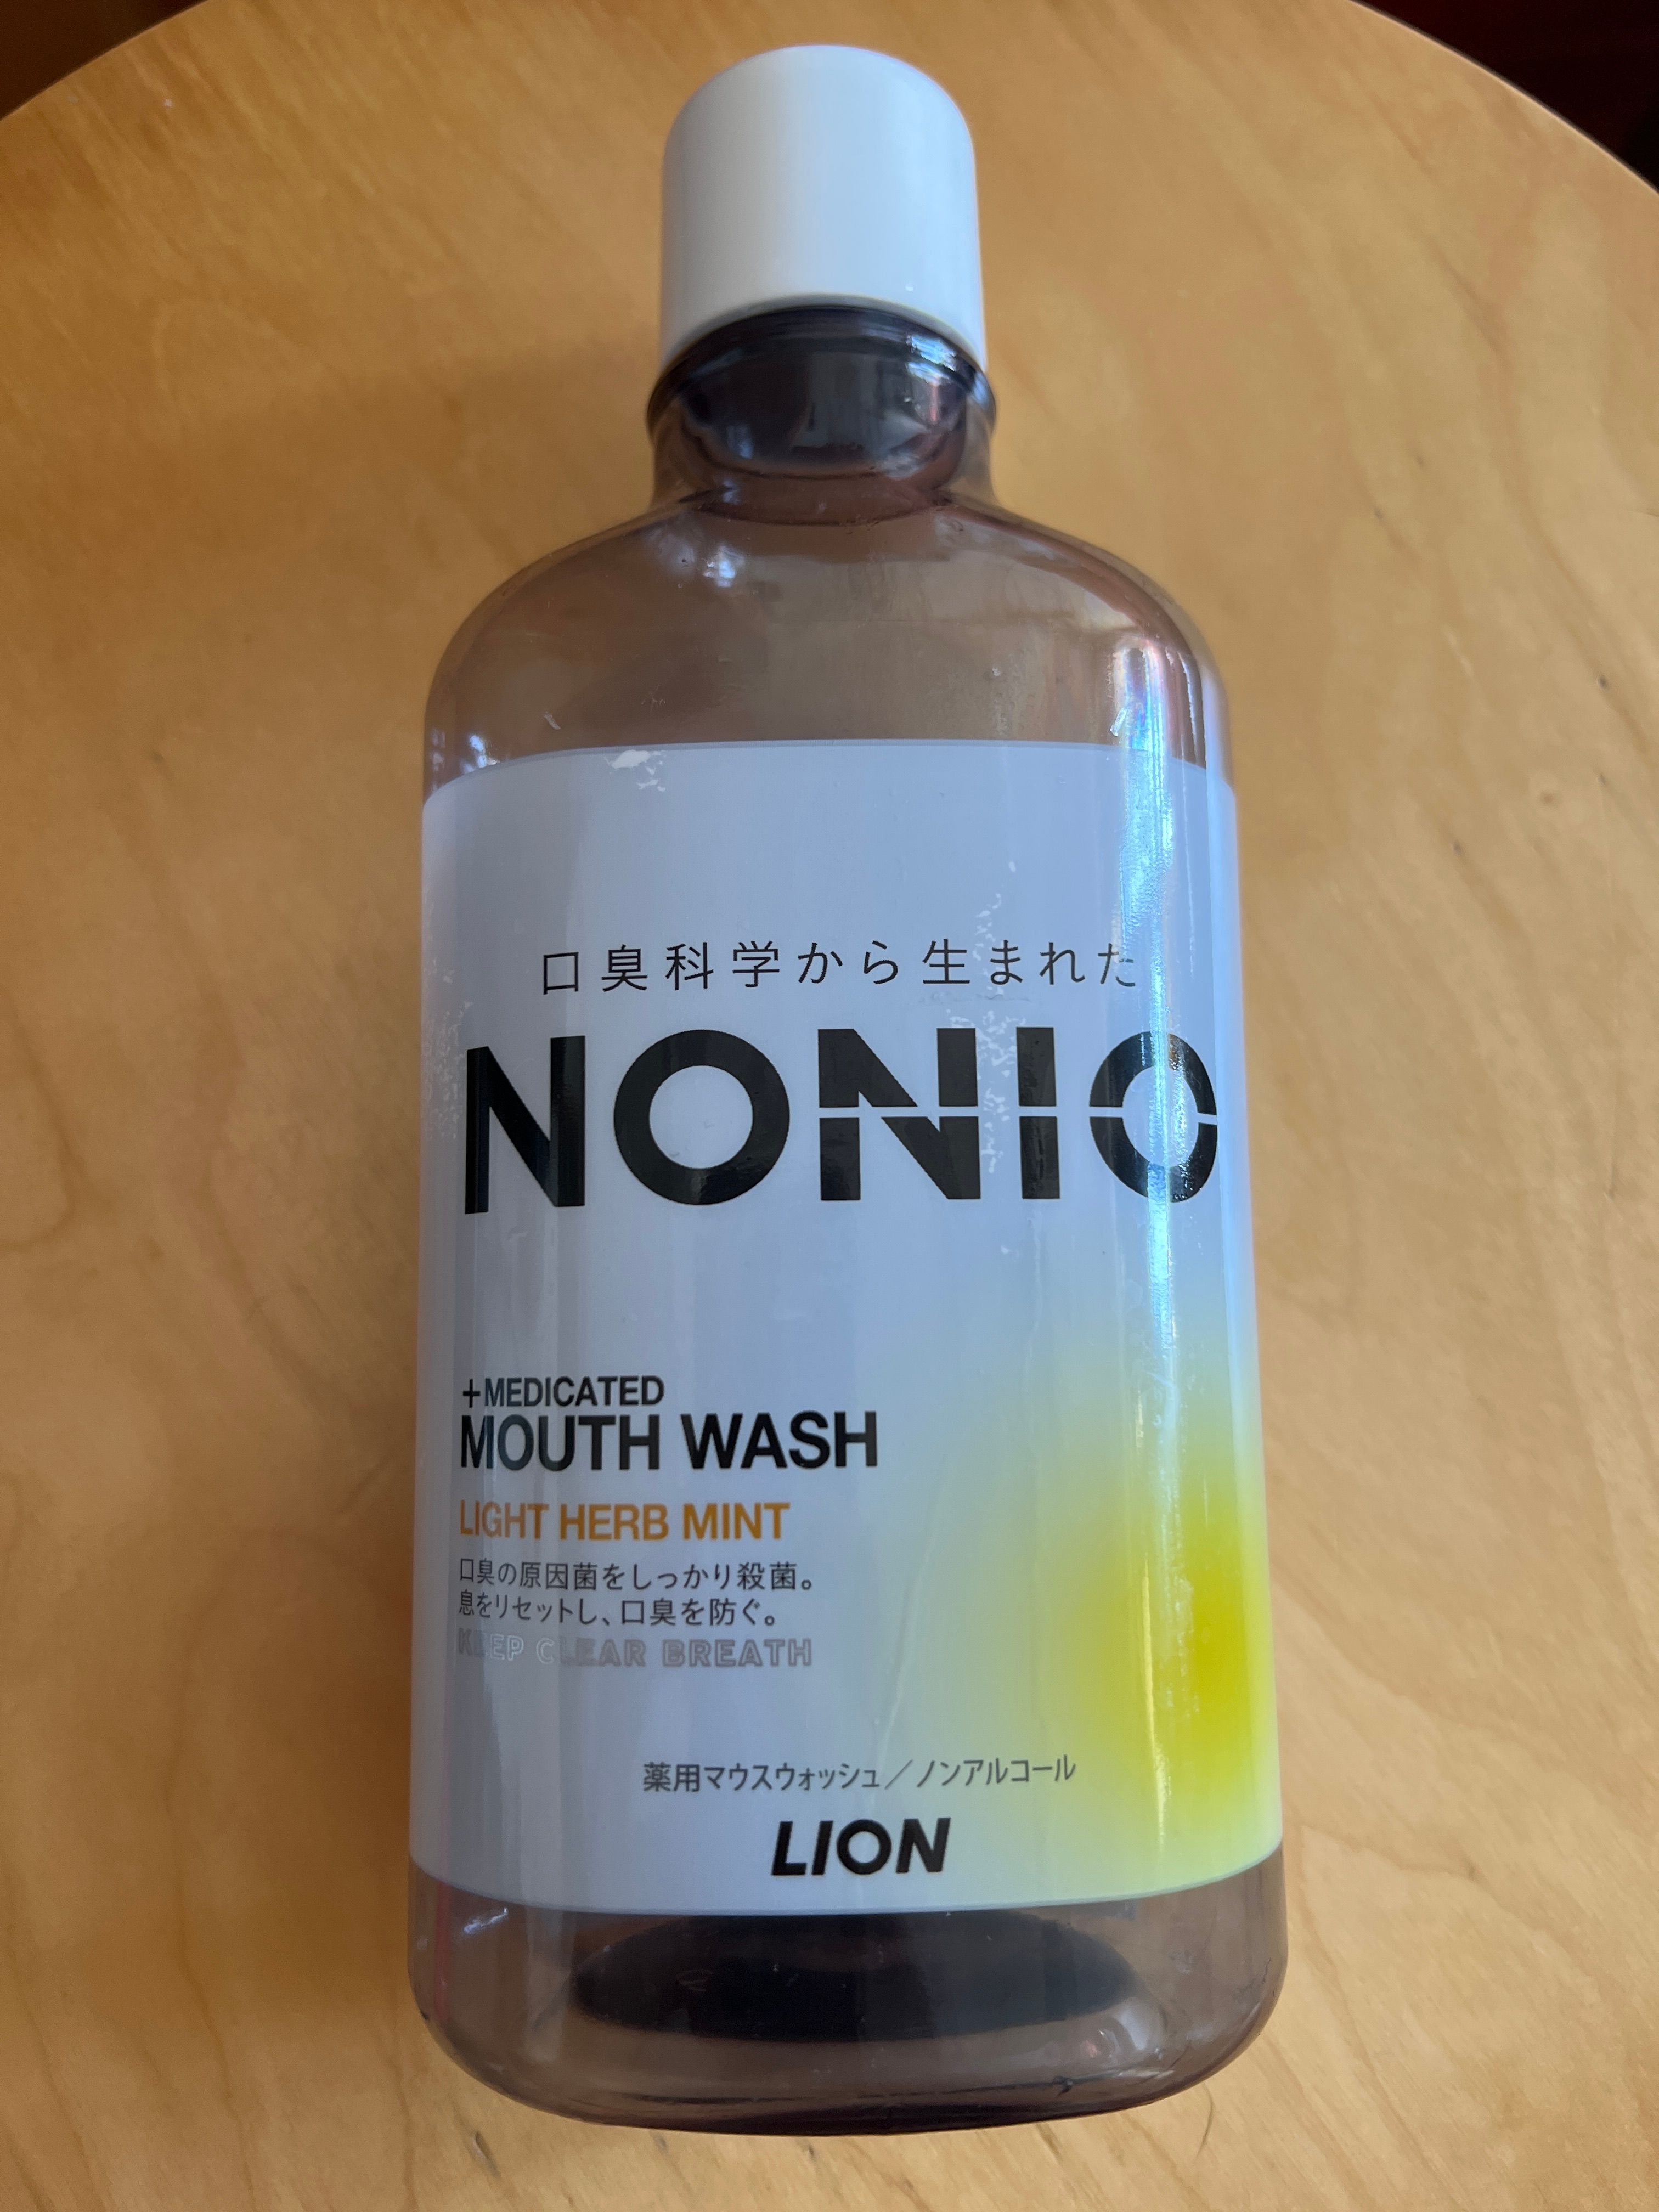 口臭科学から生まれた
NONIO
+MEDICATED
MOUTH WASH
LIGHT HERB MINT
口臭の原因菌をしっかり殺菌。
息をリセットし、口臭を防ぐ。
KEEP CLEAR BREATH
薬用マウスウォッシュ／ノンアルコール
LION